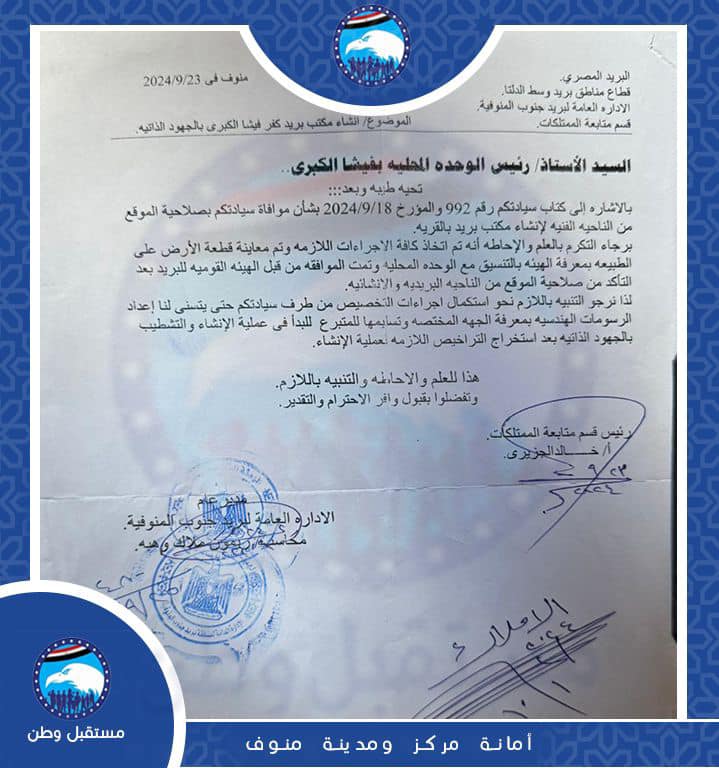 البريد المصري.
قطاع مناطق بريد وسط الدلتا.
الاداره العامة لبريد جنوب المنوفية.
قسم متابعة الممتلكات.
منوف فى 2024/9/23
الموضوع/ انشاء مكتب بريد كفر فيشا الكبرى بالجهود الذاتيه.
السيد الأستاذ/ رئيس الوحده المحليه بفيشا الكبرى..
تحيه طيبه وبعد:::
بالاشاره إلى كتاب سيادتكم رقم 992 والمؤرخ 2024/9/18 بشأن موافاة سيادتكم بصلاحية الموقع
من الناحيه الفنيه لإنشاء مكتب بريد بالقريه.
برجاء التكرم بالعلم والإحاطه أنه تم اتخاذ كافة الاجراءات اللازمه وتم معاينة قطعة الأرض على
الطبيعه بمعرفة الهيئه بالتنسيق مع الوحده المحليه وتمت الموافقه من قبل الهيئه القوميه للبريد بعد
التأكد من صلاحية الموقع من الناحيه البريديه والانشائيه.
لذا نرجو التنبيه باللازم نحو استكمال اجراءات التخصيص من طرف سيادتكم حتى يتسنى لنا إعداد
الرسومات الهندسيه بمعرفة الجهه المختصه وتسليمها للمتبرع للبدأ فى عملية الإنشاء والتشطيب
بالجهود الذاتيه بعد استخراج التراخيص اللازمه لعملية الإنشاء.
هذا للعلم والاحاطه والتنبيه باللازم.
وتفضلوا بقبول وافر الاحترام والتقدير.
رئيس قسم متابعة الممتلكات.
أ/ خـــالدالجزيرى.
٢٠٢٤
مدير عام
الاداره العامة لبريد جنوب المنوفية.
ملاك وهبه.
الاملاك
مستقبل وطن
أمانة مركز ومدينة منوف